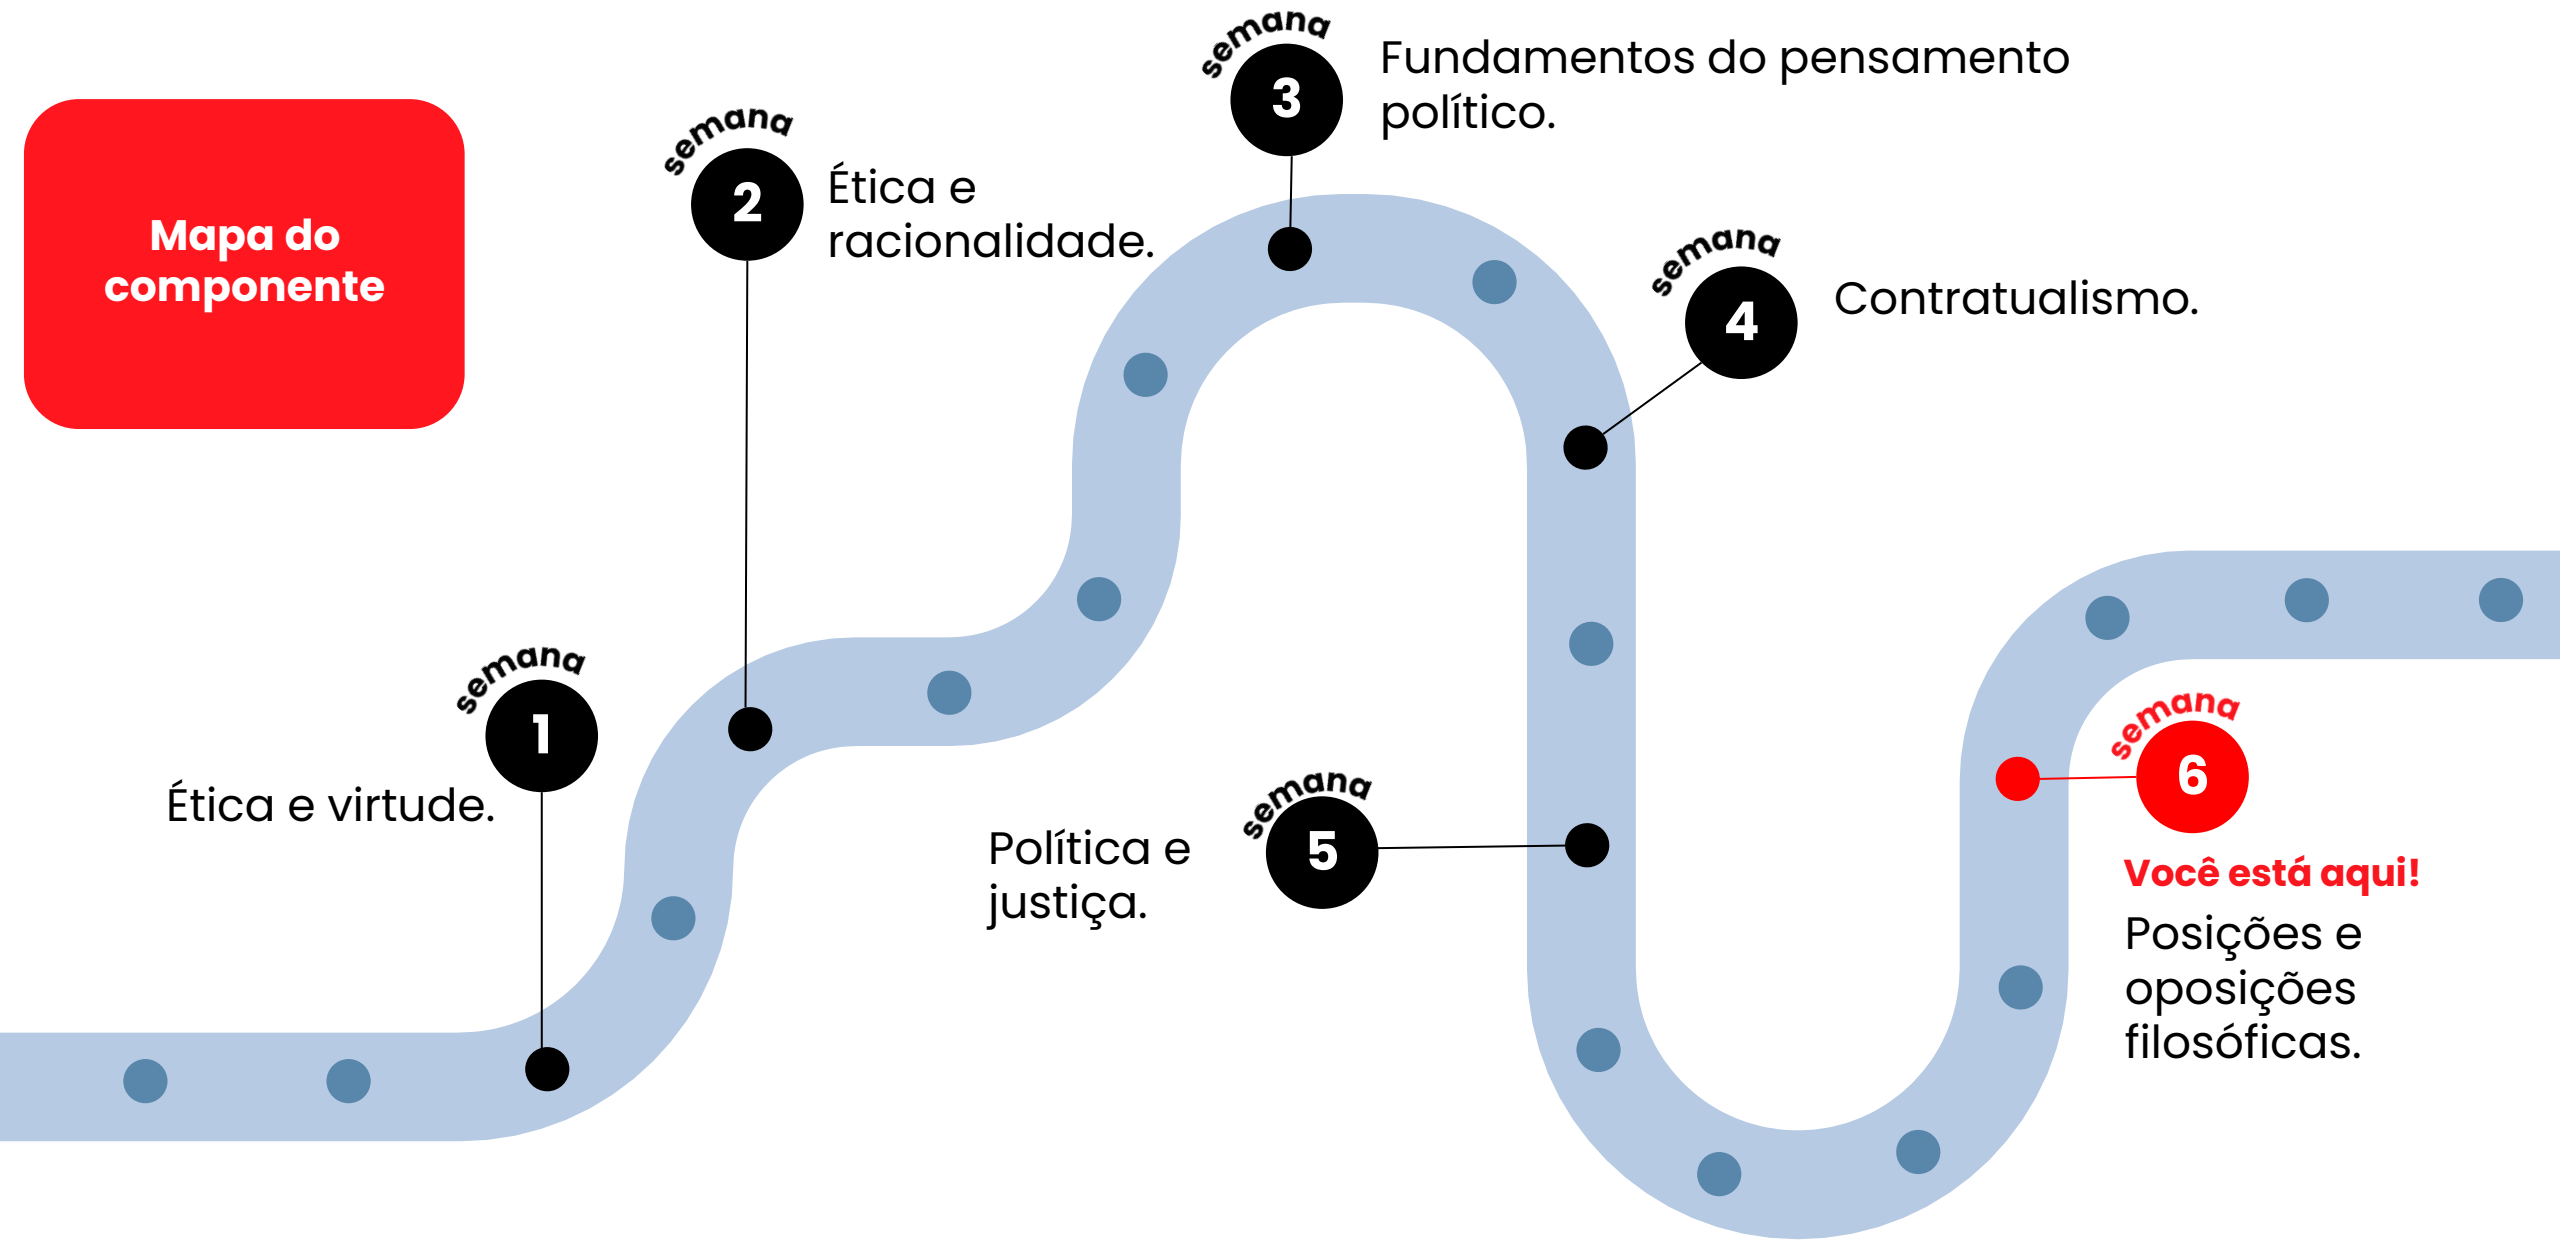 Mapa do
componente
semana
1
Ética e virtude.
semana
2
Ética e
racionalidade.
semana
3
Fundamentos do pensamento
político.
semana
4
Contratualismo.
semana
5
Política e
justiça.
semana
6
Você está aqui!
Posições e
oposições
filosóficas.